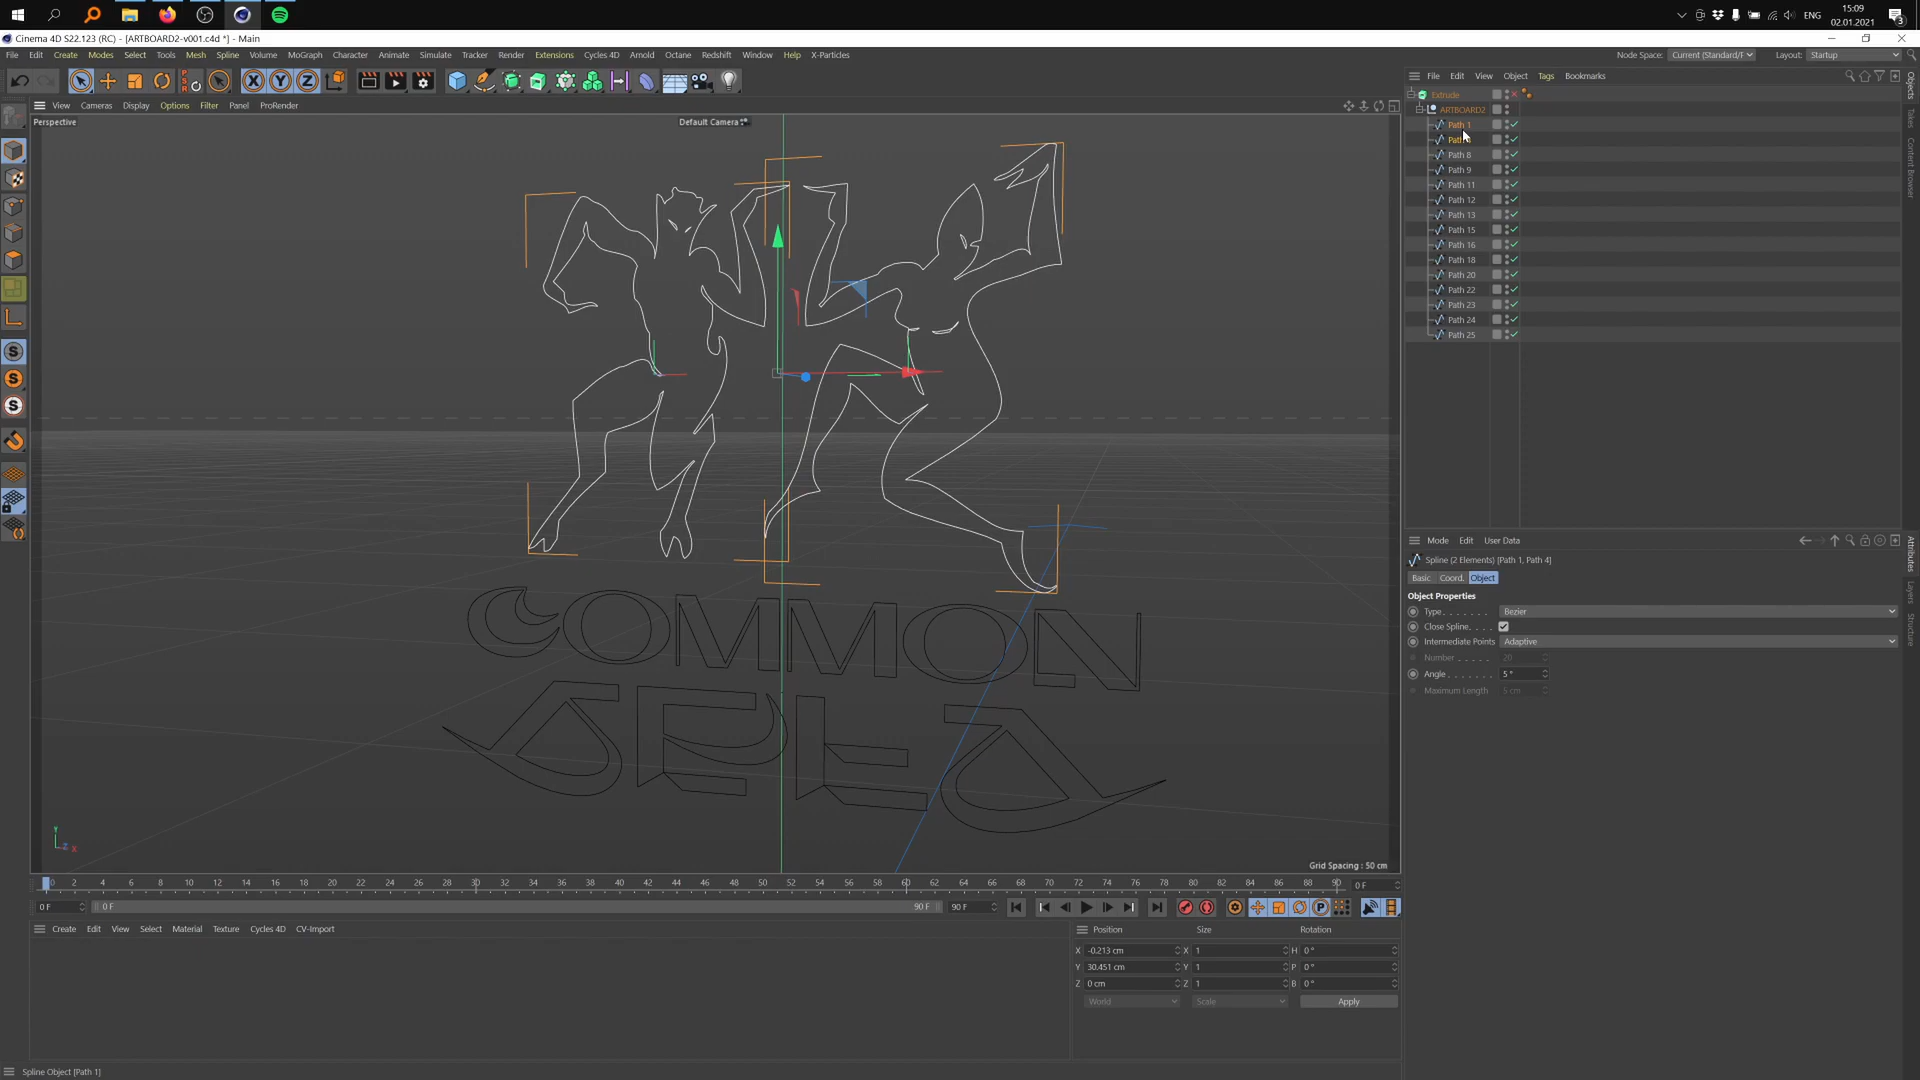 15:09
ENG
02.01.2021
3
Cinema 4D S22.123 (RC) - [ARTBOARD2-v001.c4d *] - Main
File Edit Create Modes Select Tools Mesh Spline Volume MoGraph Character Animate Simulate Tracker Render Extensions Cycles 4D Arnold Octane Redshift Window Help X-Particles
Node Space: Current (Standard/P Layout: Startup
File Edit View Object Tags Bookmarks
View Cameras Display Options Filter Panel ProRender
Perspective
Default Camera
Extrude
ARTBOARD2
Path 1
Path 8
Path 9
Path 11
Path 12
Path 13
Path 15
Path 16
Path 18
Path 20
Path 22
Path 23
Path 24
Path 25
Objects
Takes
Content Browser
COMMON
Mode Edit User Data
Spline (2 Elements) [Path 1, Path 4]
Basic Coord. Object
Object Properties
Type Bezier
Close Spline
Intermediate Points Adaptive
Number 20
Angle 5 °
Maximum Length 5 cm
Attributes
Layers
Structure
Grid Spacing : 50 cm
0 2 4 6 8 10 12 14 16 18 20 22 24 26 28 30 32 34 36 38 40 42 44 46 48 50 52 54 56 58 60 62 64 66 68 70 72 74 76 78 80 82 84 86 88 90 0 F
0 F 0 F 90 F 90 F
Create Edit View Select Material Texture Cycles 4D CV-Import
Position Size Rotation
X -0.213 cm X 1 H 0 °
Y 30.451 cm Y 1 P 0 °
Z 0 cm Z 1 B 0 °
World Scale Apply
Spline Object [Path 1]